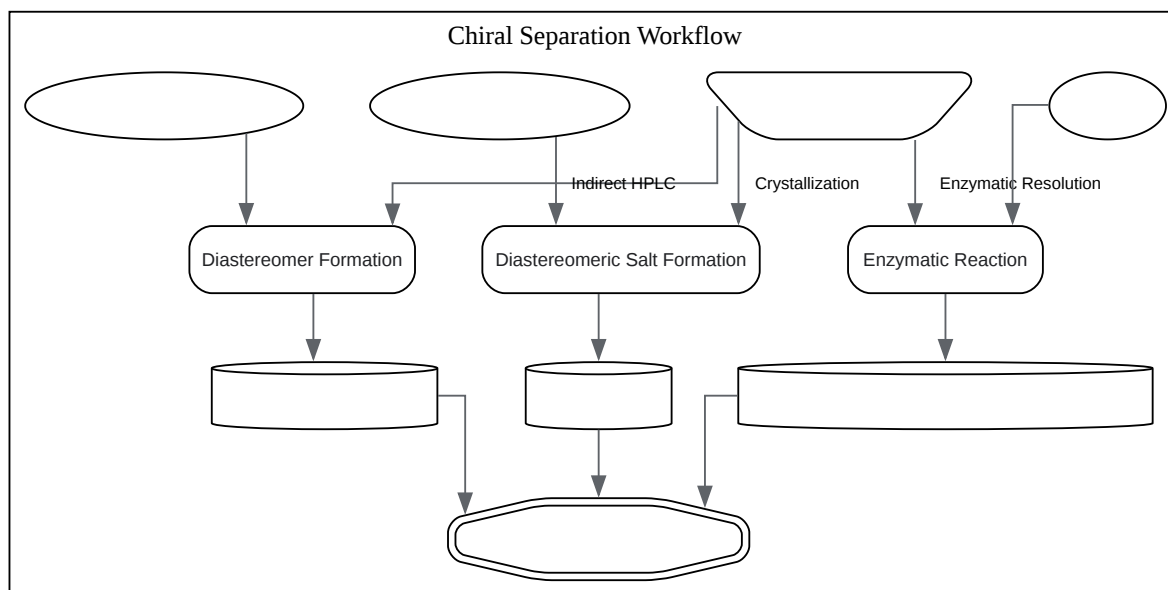 Chiral Separation Workflow
Indirect HPLC
Crystallization
Enzymatic Resolution
Diastereomer Formation
Diastereomeric Salt Formation
Enzymatic Reaction